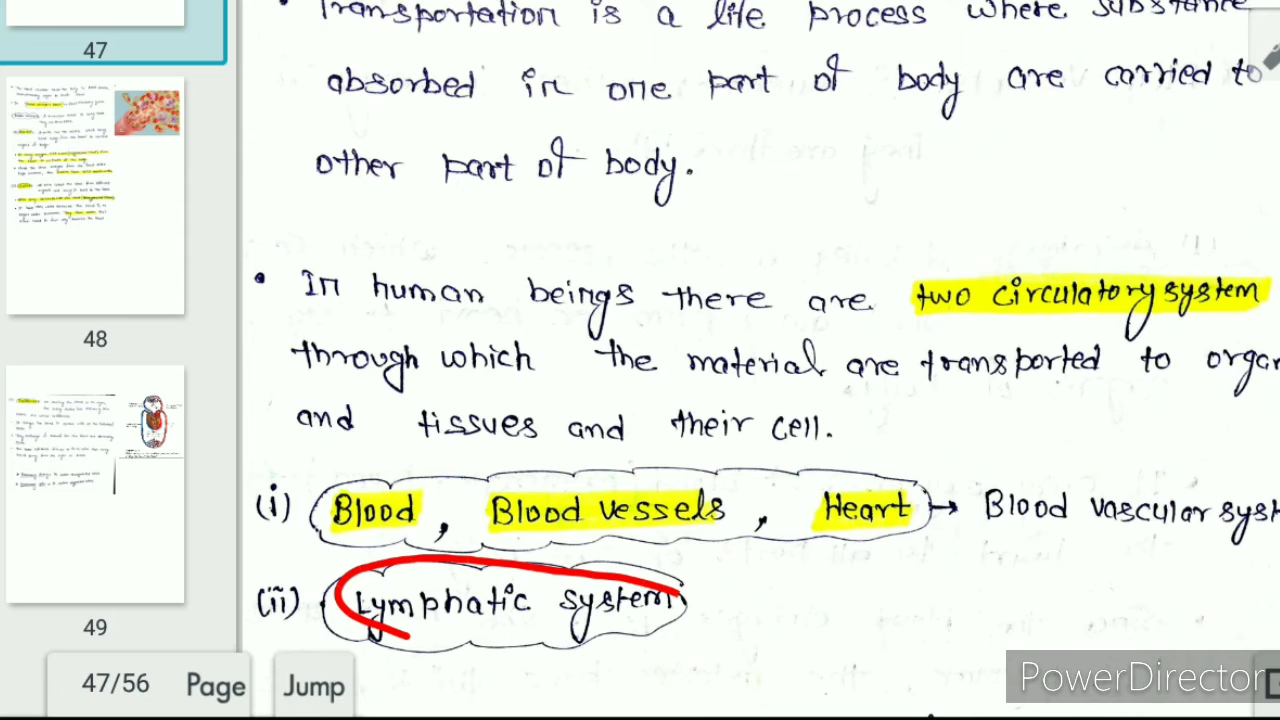 Transportation is a life process where substance
absorbed in one part of body are carried to
other part of body.
• In human beings there are two circulatory system
through which the material are transported to organ
and tissues and their cell.
(i) Blood, Blood vessels, Heart → Blood vascular syst
(ii) Lymphatic system
47
48
49
47/56 Page Jump
PowerDirector